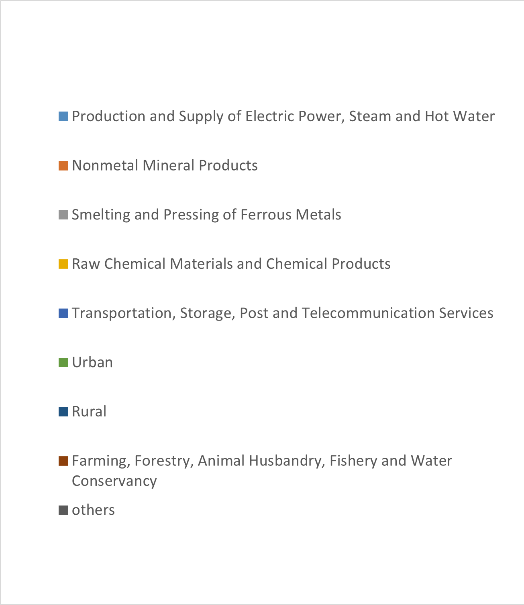 Production and Supply of Electric Power, Steam and Hot Water
Nonmetal Mineral Products
Smelting and Pressing of Ferrous Metals
Raw Chemical Materials and Chemical Products
Transportation, Storage, Post and Telecommunication Services
Urban
Rural
Farming, Forestry, Animal Husbandry, Fishery and Water
Conservancy
others